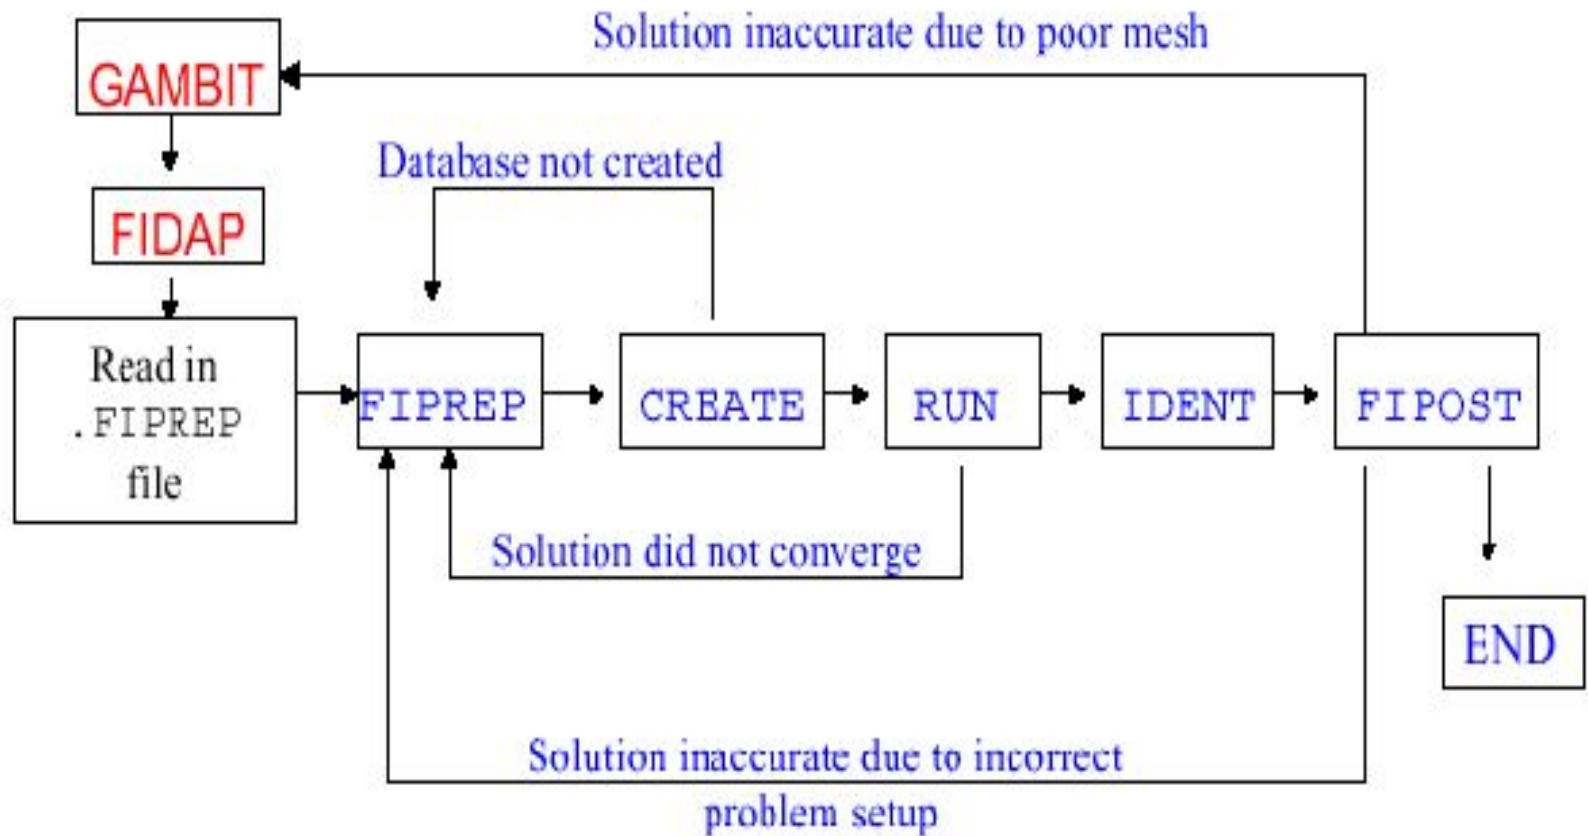 Solution inaccurate due to poor mesh
GAMBIT
Database not created
FIDAP
Read in
.FIPREP
file
FIPREP
CREATE
RUN
IDENT
FIPOST
Solution did not converge
END
Solution inaccurate due to incorrect
problem setup